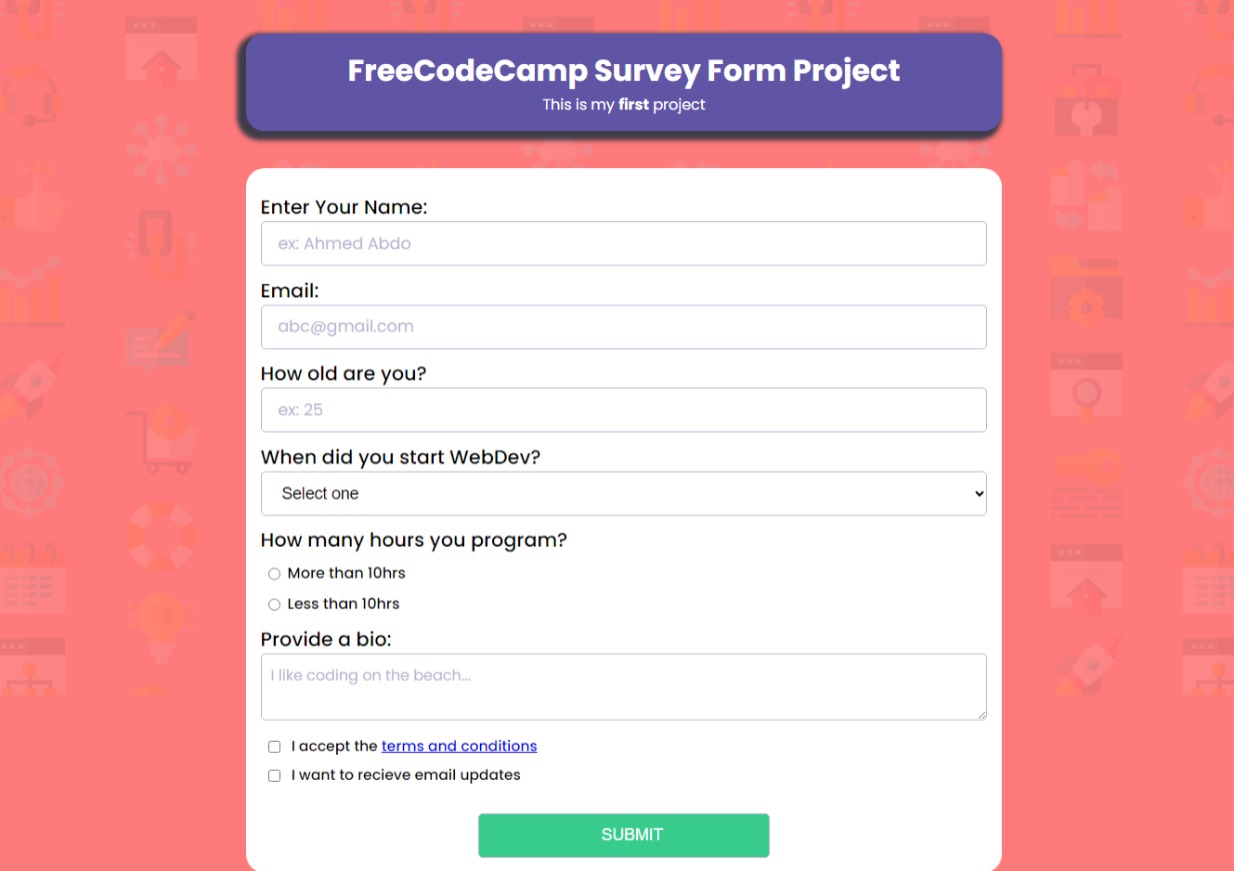 FreeCodeCamp Survey Form Project
This is my first project
Enter Your Name:
ex: Ahmed Abdo
Email:
abc@gmail.com
How old are you?
ex: 25
When did you start WebDev?
Select one
How many hours you program?
More than 10hrs
Less than 10hrs
Provide a bio:
I like coding on the beach...
I accept the terms and conditions
I want to recieve email updates
SUBMIT